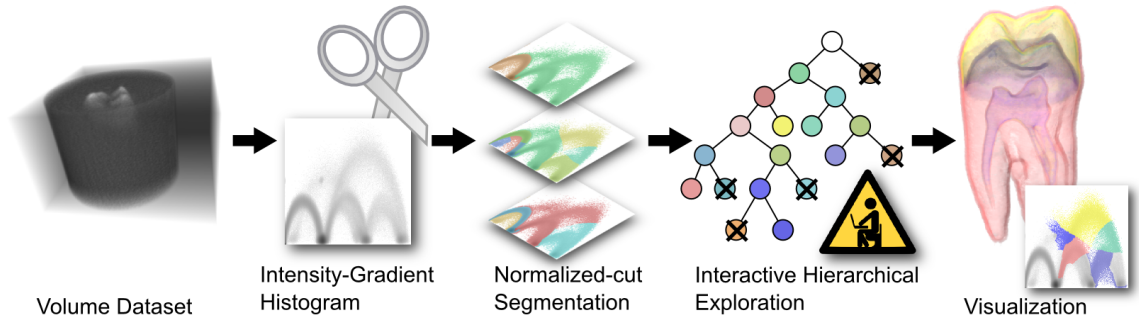 Volume Dataset
Intensity-Gradient
Histogram
Normalized-cut
Segmentation
Interactive Hierarchical
Exploration
Visualization